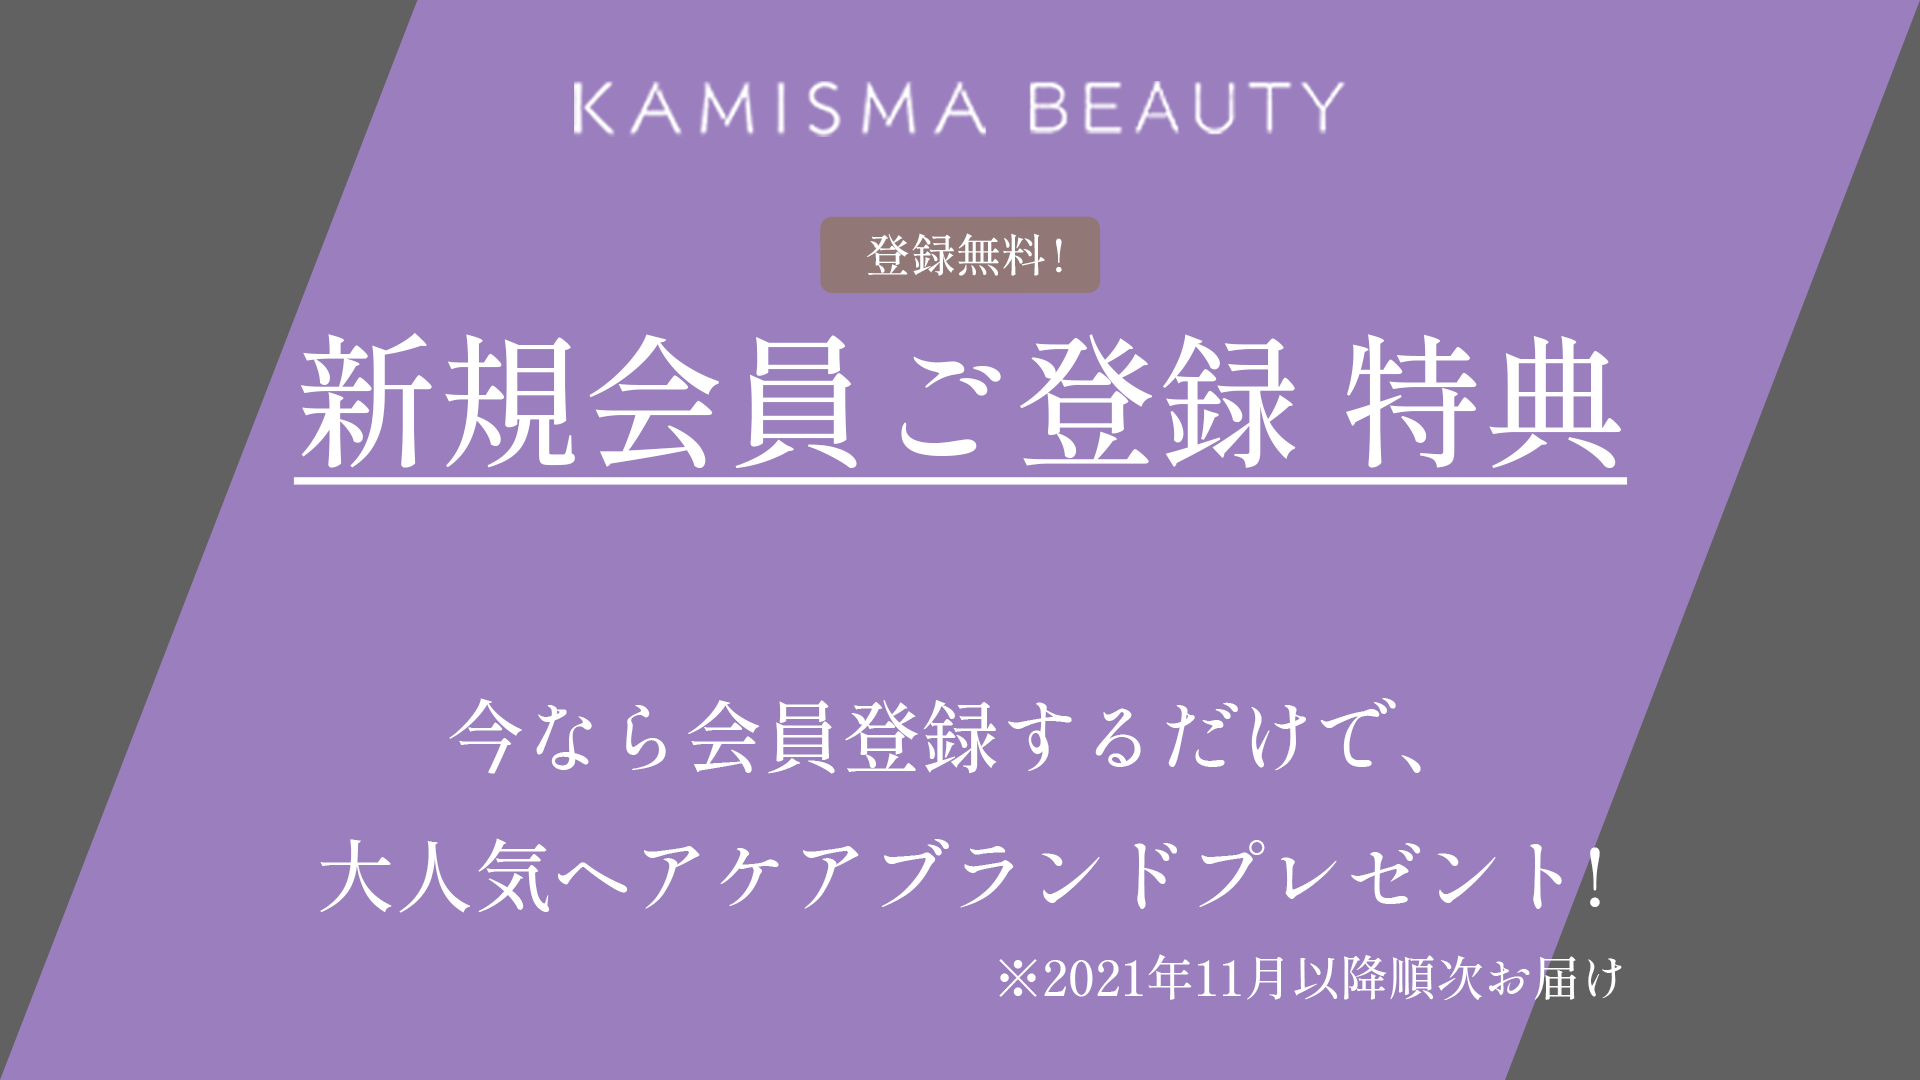 KAMISMA BEAUTY
登録無料！
新規会員ご登録 特典
今なら会員登録するだけで、
大人気ヘアケアブランドプレゼント！
※2021年11月以降順次お届け